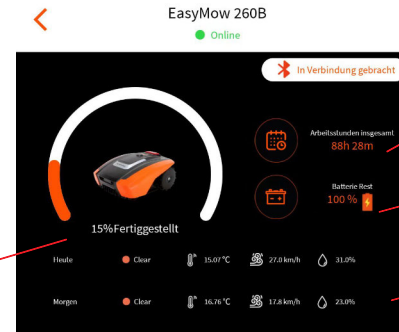 EasyMow 260B
Online
In Verbindung gebracht
Arbeitsstunden insgesamt
88h 28m
Batterie Rest
100 %
15%Fertiggestellt
Heute Clear 15.07 °C 27.0 km/h 31.0%
Morgen Clear 16.76 °C 17.8 km/h 23.0%